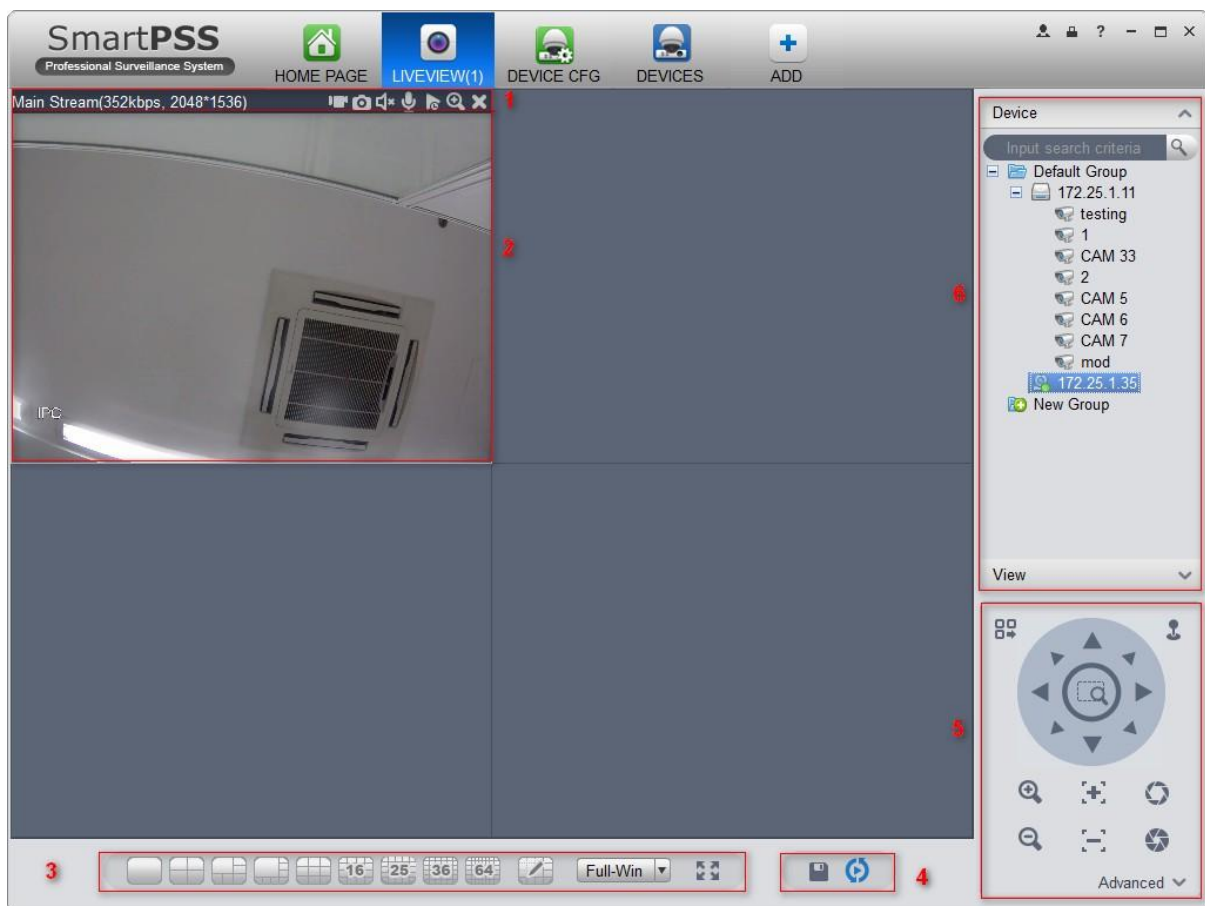 SmartPSS
Professional Surveillance System
HOME PAGE
LIVEVIEW(1)
DEVICE CFG
DEVICES
ADD
?
Main Stream(352kbps, 2048*1536)
1
Device
Input search criteria
Default Group
172.25.1.11
testing
1
CAM 33
2
CAM 5
CAM 6
CAM 7
mod
172.25.1.35
New Group
2
6
IPC
View
5
3
16
25
36
64
Full-Win
4
Advanced